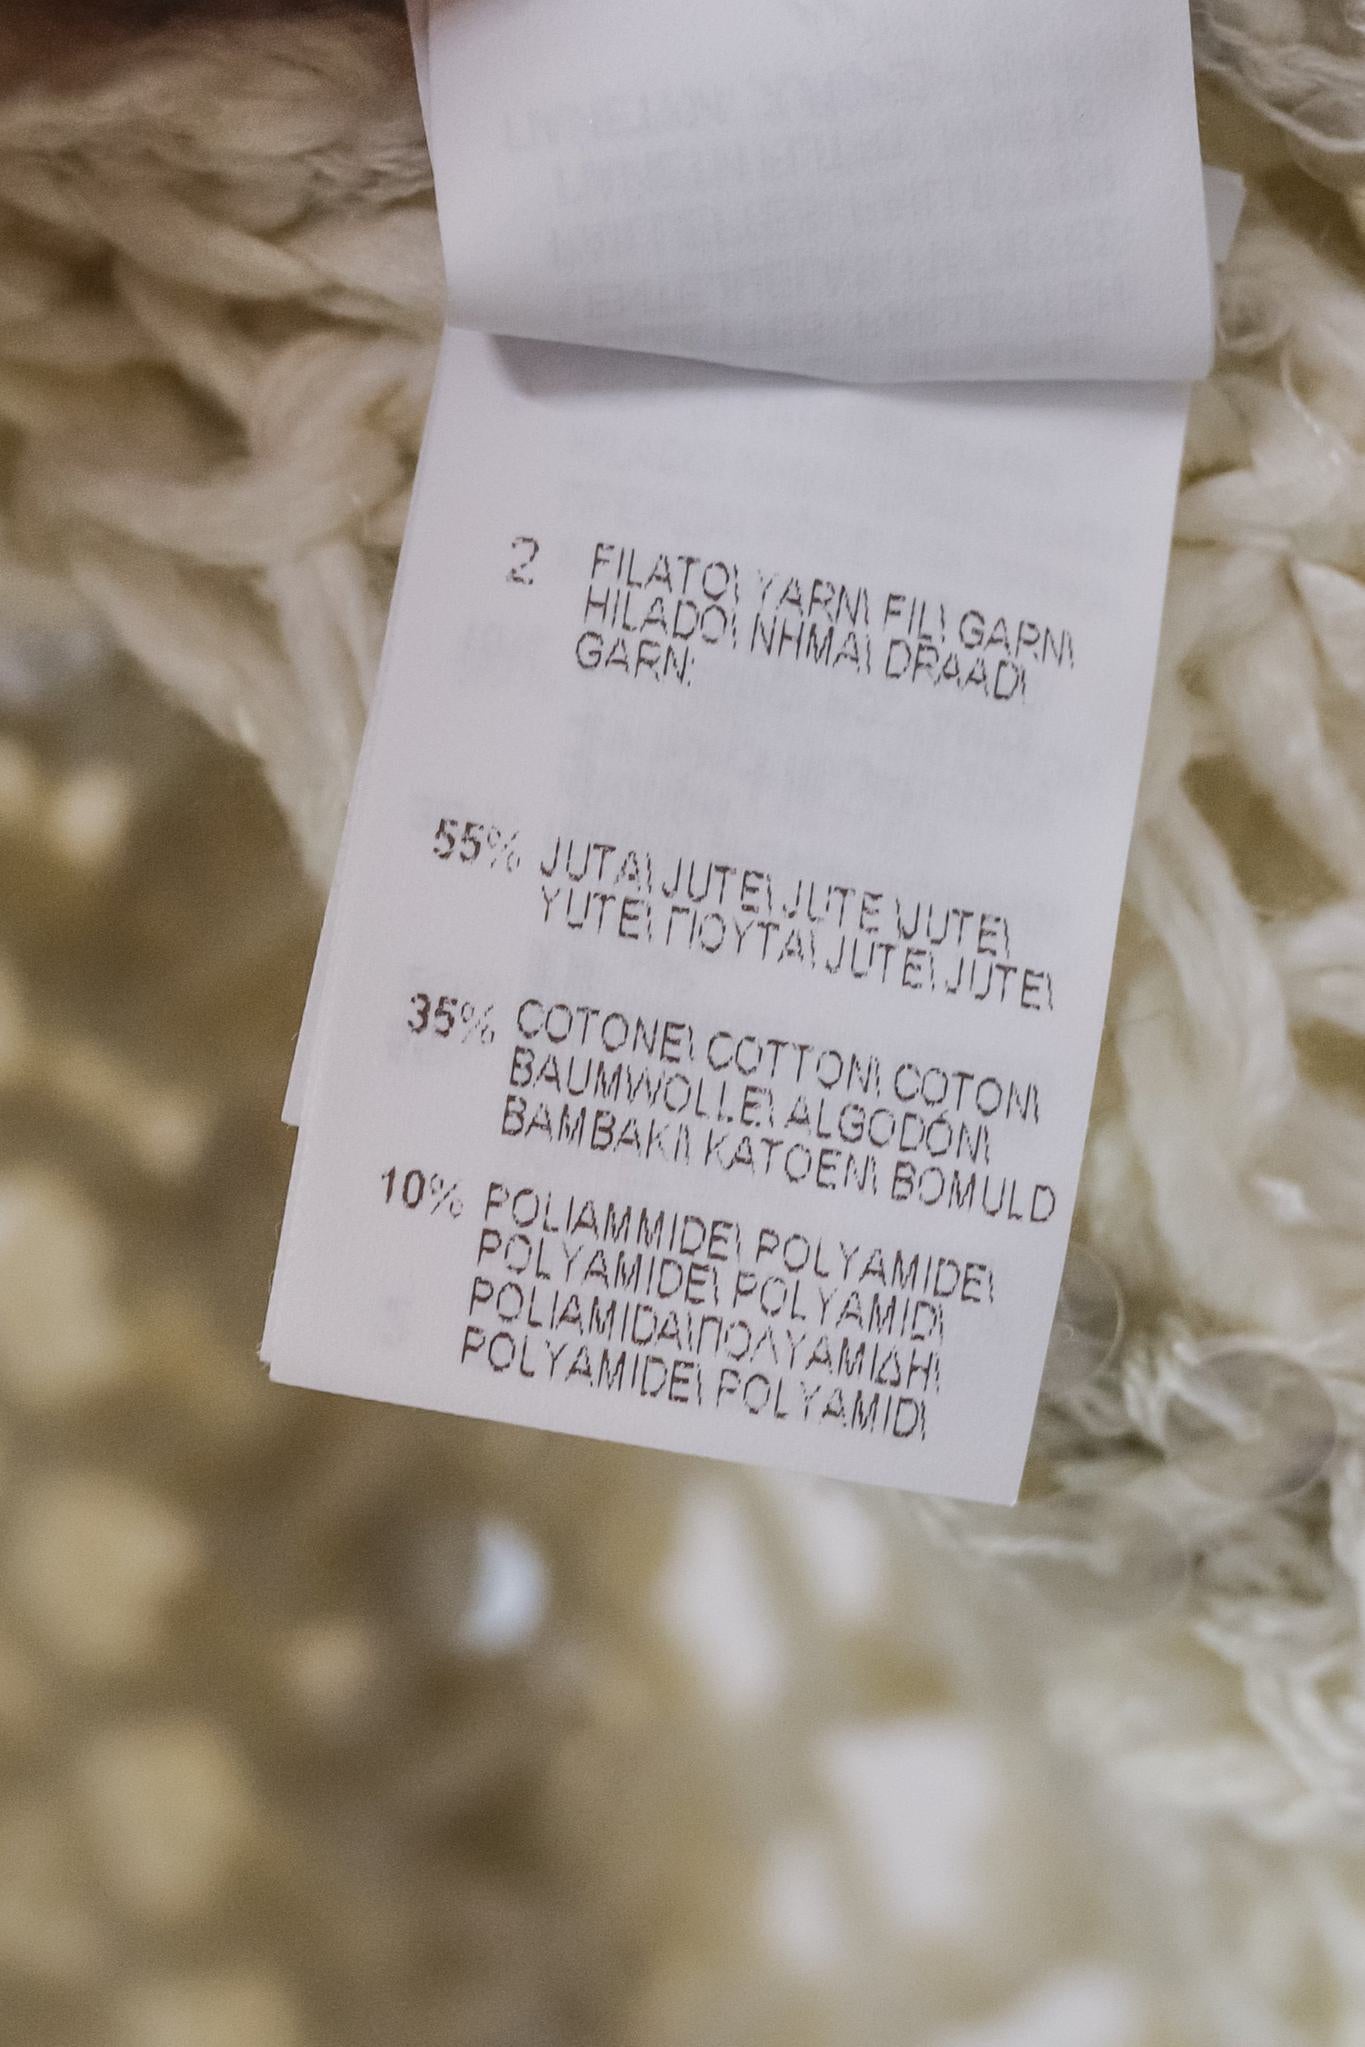 2 FILATO\ YARN\ FIL\ GARN\
HILADO\ NHMA\ DRAAD\
GARN:
55% JUTA\ JUTE\ JUTE \JUTE\
YUTE\ ΓΙΟΥΤΑ\ JUTE\ JUTE\
35% COTONE\ COTTON\ COTON\
BAUMWOLLE\ ALGODÓN\
BAMBAKI\ KATOEN\ BOMULD
10% POLIAMMIDE\ POLYAMIDE\
POLYAMIDE\ POLYAMID\
POLIAMIDA\ΠΟΛΥΑΜΙΔΗ\
POLYAMIDE\ POLYAMID\